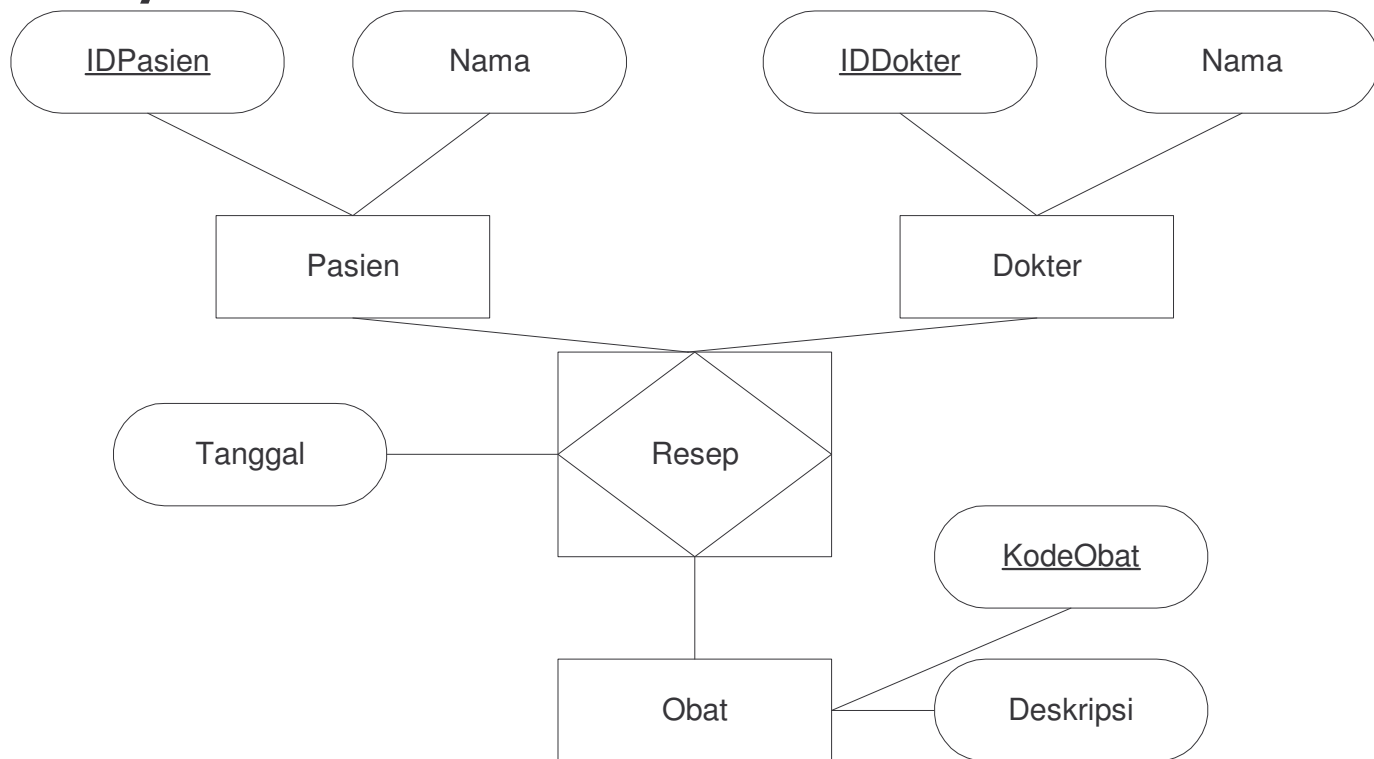 IDPasien
Nama
IDDokter
Nama
Pasien
Dokter
Tanggal
Resep
KodeObat
Obat
Deskripsi